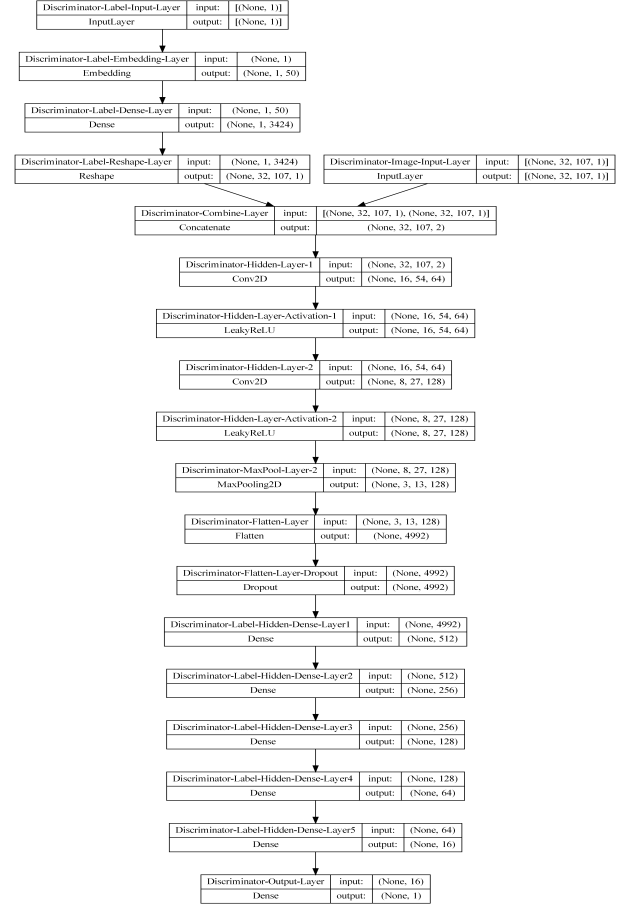 Discriminator-Label-Input-Layer input: [(None, 1)]
InputLayer output: [(None, 1)]
Discriminator-Label-Embedding-Layer input: (None, 1)
Embedding output: (None, 1, 50)
Discriminator-Label-Dense-Layer input: (None, 1, 50)
Dense output: (None, 1, 3424)
Discriminator-Label-Reshape-Layer input: (None, 1, 3424)
Reshape output: (None, 32, 107, 1)
Discriminator-Image-Input-Layer input: [(None, 32, 107, 1)]
InputLayer output: [(None, 32, 107, 1)]
Discriminator-Combine-Layer input: [(None, 32, 107, 1), (None, 32, 107, 1)]
Concatenate output: (None, 32, 107, 2)
Discriminator-Hidden-Layer-1 input: (None, 32, 107, 2)
Conv2D output: (None, 16, 54, 64)
Discriminator-Hidden-Layer-Activation-1 input: (None, 16, 54, 64)
LeakyReLU output: (None, 16, 54, 64)
Discriminator-Hidden-Layer-2 input: (None, 16, 54, 64)
Conv2D output: (None, 8, 27, 128)
Discriminator-Hidden-Layer-Activation-2 input: (None, 8, 27, 128)
LeakyReLU output: (None, 8, 27, 128)
Discriminator-MaxPool-Layer-2 input: (None, 8, 27, 128)
MaxPooling2D output: (None, 3, 13, 128)
Discriminator-Flatten-Layer input: (None, 3, 13, 128)
Flatten output: (None, 4992)
Discriminator-Flatten-Layer-Dropout input: (None, 4992)
Dropout output: (None, 4992)
Discriminator-Label-Hidden-Dense-Layer1 input: (None, 4992)
Dense output: (None, 512)
Discriminator-Label-Hidden-Dense-Layer2 input: (None, 512)
Dense output: (None, 256)
Discriminator-Label-Hidden-Dense-Layer3 input: (None, 256)
Dense output: (None, 128)
Discriminator-Label-Hidden-Dense-Layer4 input: (None, 128)
Dense output: (None, 64)
Discriminator-Label-Hidden-Dense-Layer5 input: (None, 64)
Dense output: (None, 16)
Discriminator-Output-Layer input: (None, 16)
Dense output: (None, 1)